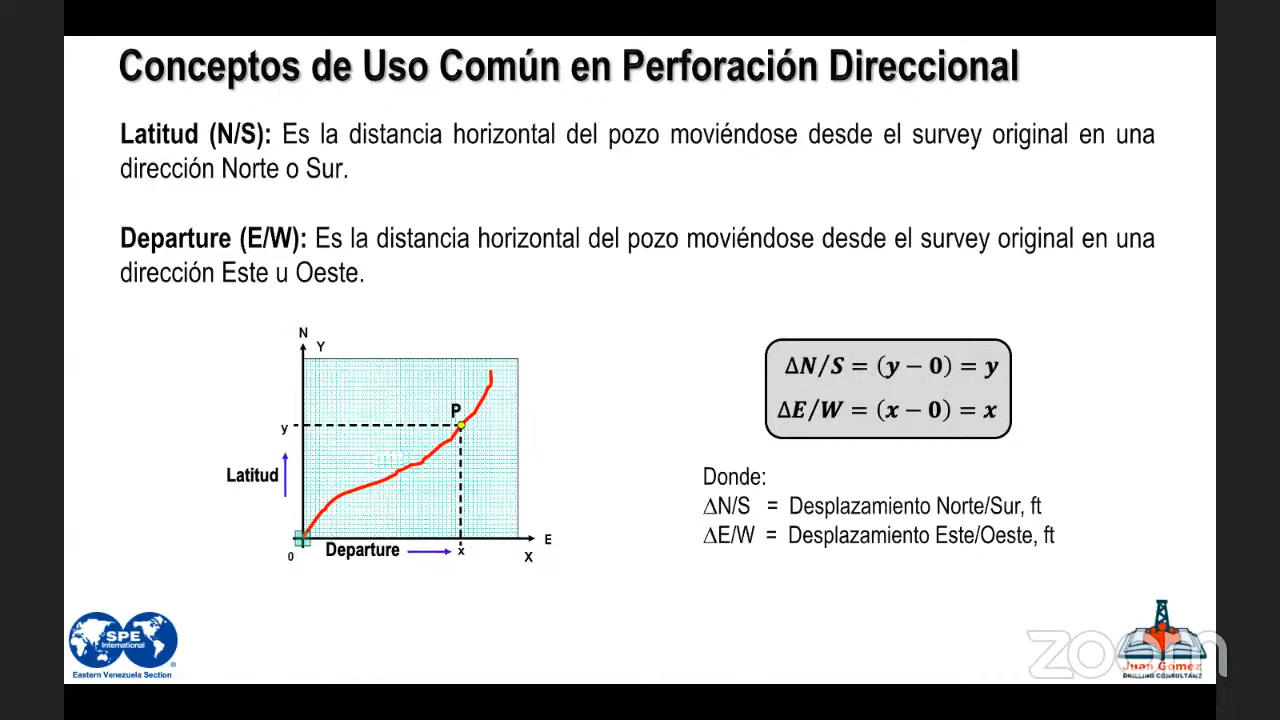 Conceptos de Uso Común en Perforación Direccional
Latitud (N/S): Es la distancia horizontal del pozo moviéndose desde el survey original en una
dirección Norte o Sur.
Departure (E/W): Es la distancia horizontal del pozo moviéndose desde el survey original en una
dirección Este u Oeste.
N
Y
P
y
Latitud
0
Departure
x
E
X
ΔN/S = (y − 0) = y
ΔE/W = (x − 0) = x
Donde:
ΔN/S = Desplazamiento Norte/Sur, ft
ΔE/W = Desplazamiento Este/Oeste, ft
SPE
International
Eastern Venezuela Section
zoom
Juan Gomez
DRILLING CONSULTANT